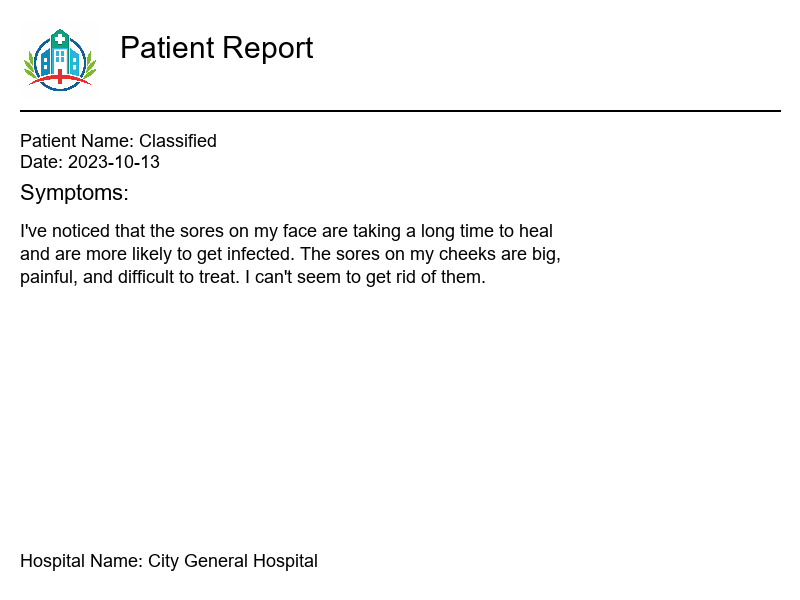 Patient Report
Patient Name: Classified
Date: 2023-10-13
Symptoms:
I've noticed that the sores on my face are taking a long time to heal
and are more likely to get infected. The sores on my cheeks are big,
painful, and difficult to treat. I can't seem to get rid of them.
Hospital Name: City General Hospital